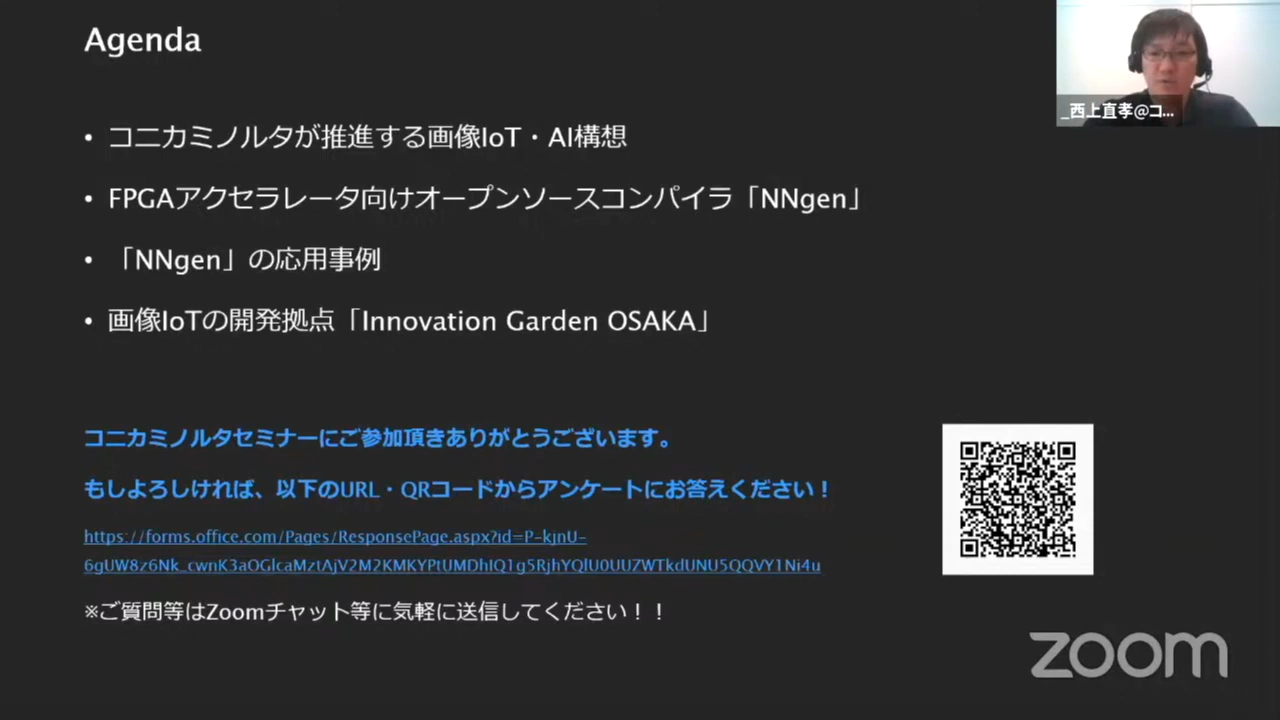 Agenda
_西上直孝@コ...
• コニカミノルタが推進する画像IoT・AI構想
• FPGAアクセラレータ向けオープンソースコンパイラ「NNgen」
• 「NNgen」の応用事例
• 画像IoTの開発拠点「Innovation Garden OSAKA」
コニカミノルタセミナーにご参加頂きありがとうございます。
もしよろしければ、以下のURL・QRコードからアンケートにお答えください！
https://forms.office.com/Pages/ResponsePage.aspx?id=P-kjnU-
6gUW8z6Nk_cwnK3aOGlcaMztAjV2M2KMKYPtUMDhIQ1g5RjhYQlU0UUZWTkdUNU5QQVY1Ni4u
※ご質問等はZoomチャット等に気軽に送信してください！！
zoom